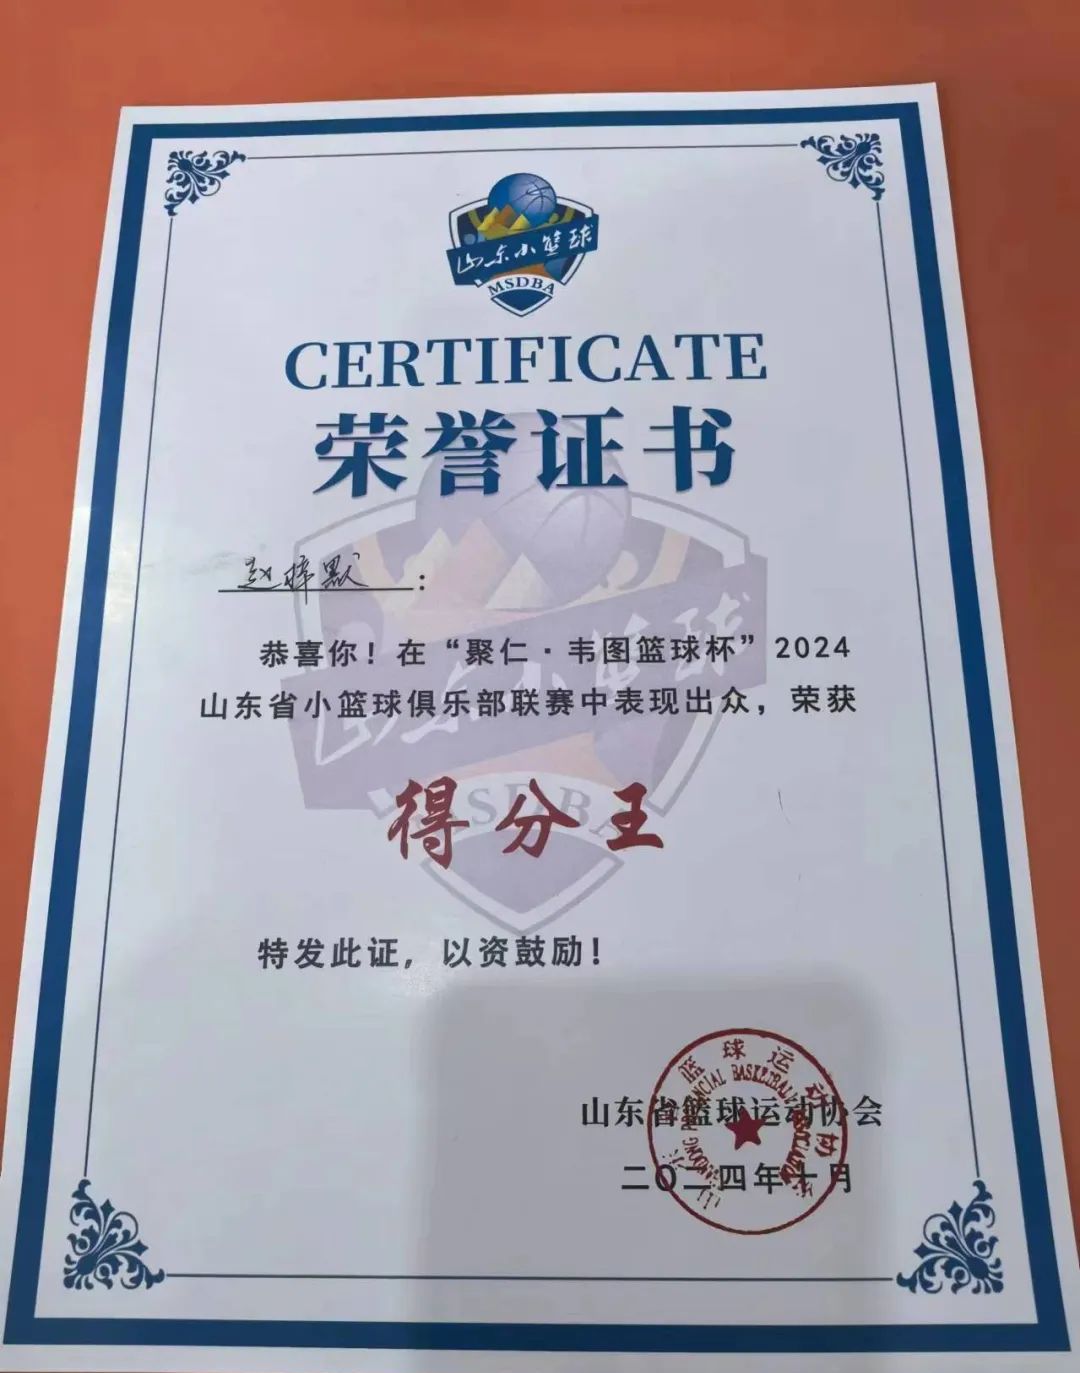 山东小篮球
MSDBA
CERTIFICATE
荣誉证书
赵梓默：
恭喜你！在“聚仁·韦图篮球杯”2024
山东省小篮球俱乐部联赛中表现出众，荣获
得分王
特发此证，以资鼓励！
山东省篮球运动协会
二〇二四年十月